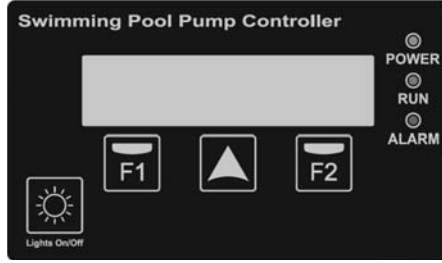 Swimming Pool Pump Controller
POWER
RUN
ALARM
F1
F2
Lights On/Off